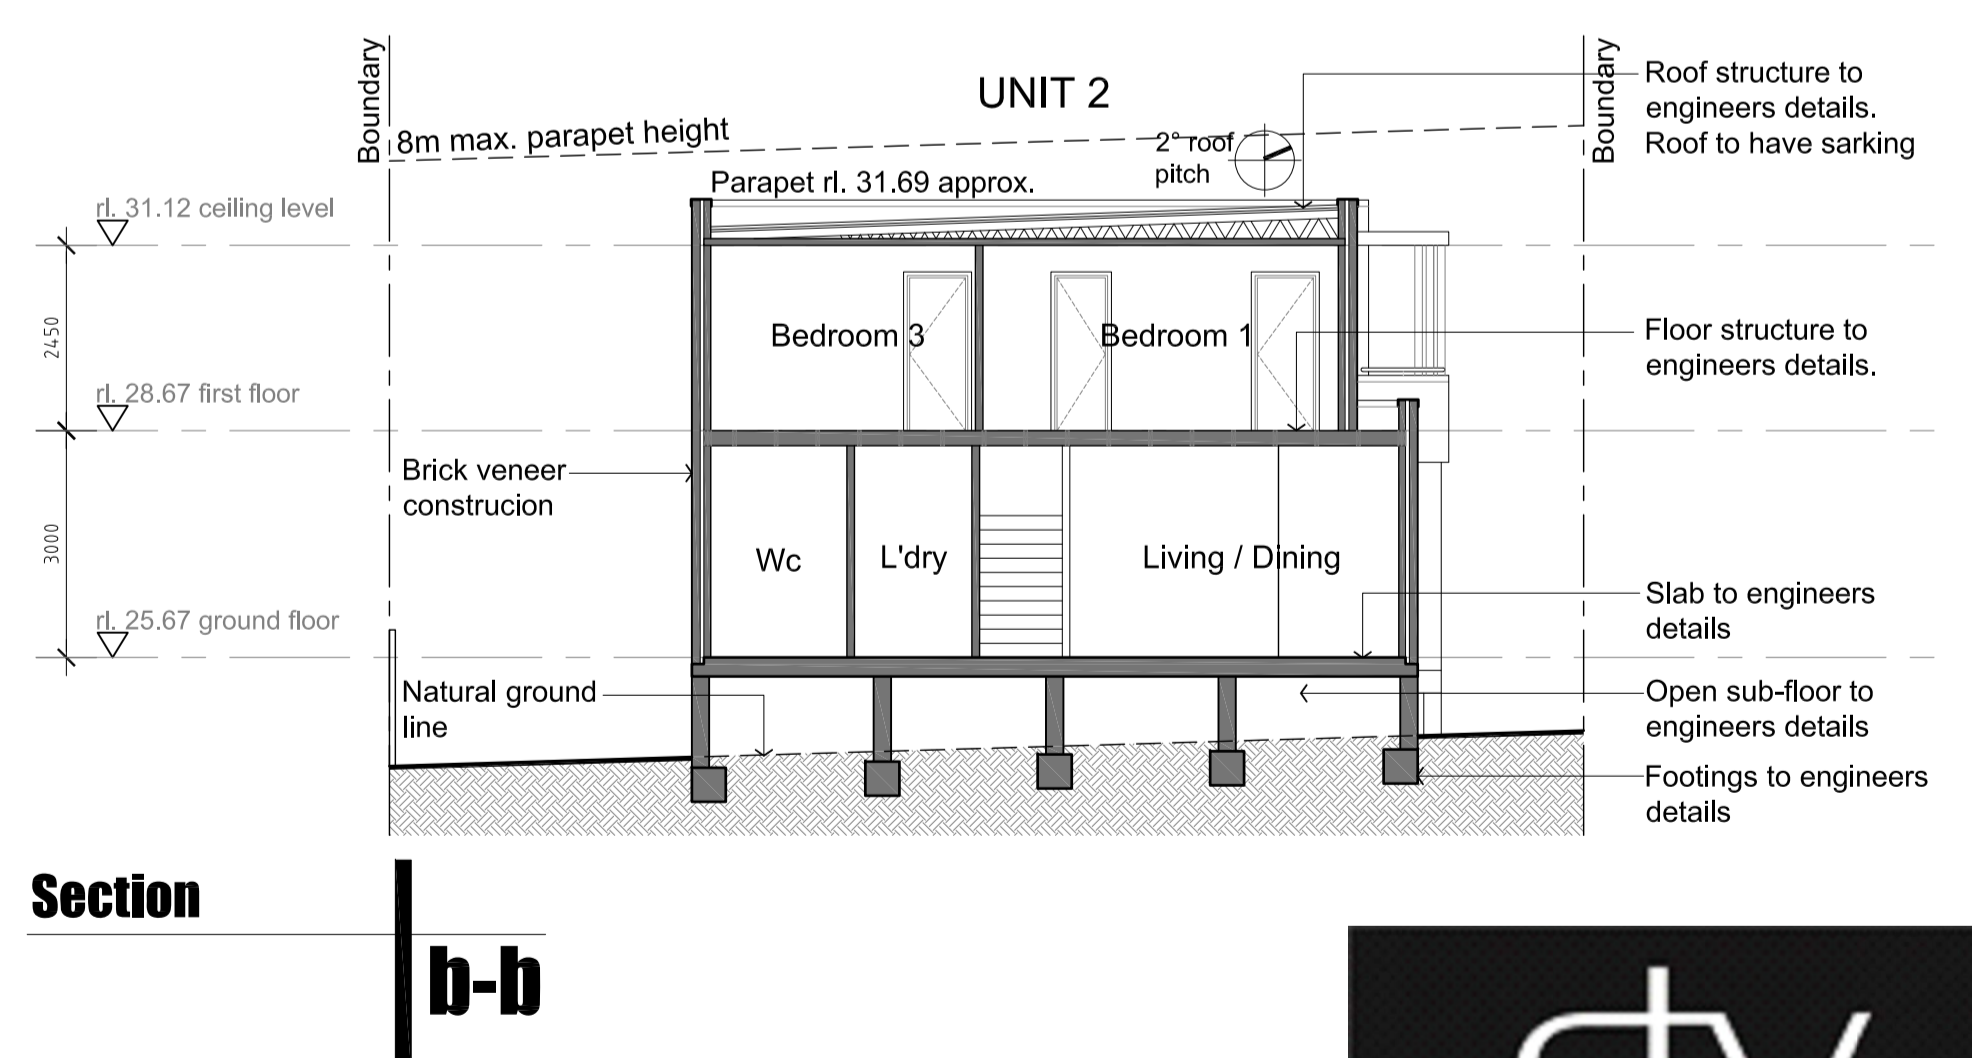 Boundary
UNIT 2
Boundary
Roof structure to
engineers details.
Roof to have sarking
8m max. parapet height
2° roof
pitch
Parapet rl. 31.69 approx.
rl. 31.12 ceiling level
2450
Bedroom 3
Bedroom 1
Floor structure to
engineers details.
rl. 28.67 first floor
Brick veneer
construcion
3000
Wc
L'dry
Living / Dining
rl. 25.67 ground floor
Slab to engineers
details
Natural ground
line
Open sub-floor to
engineers details
Footings to engineers
details
Section
b-b